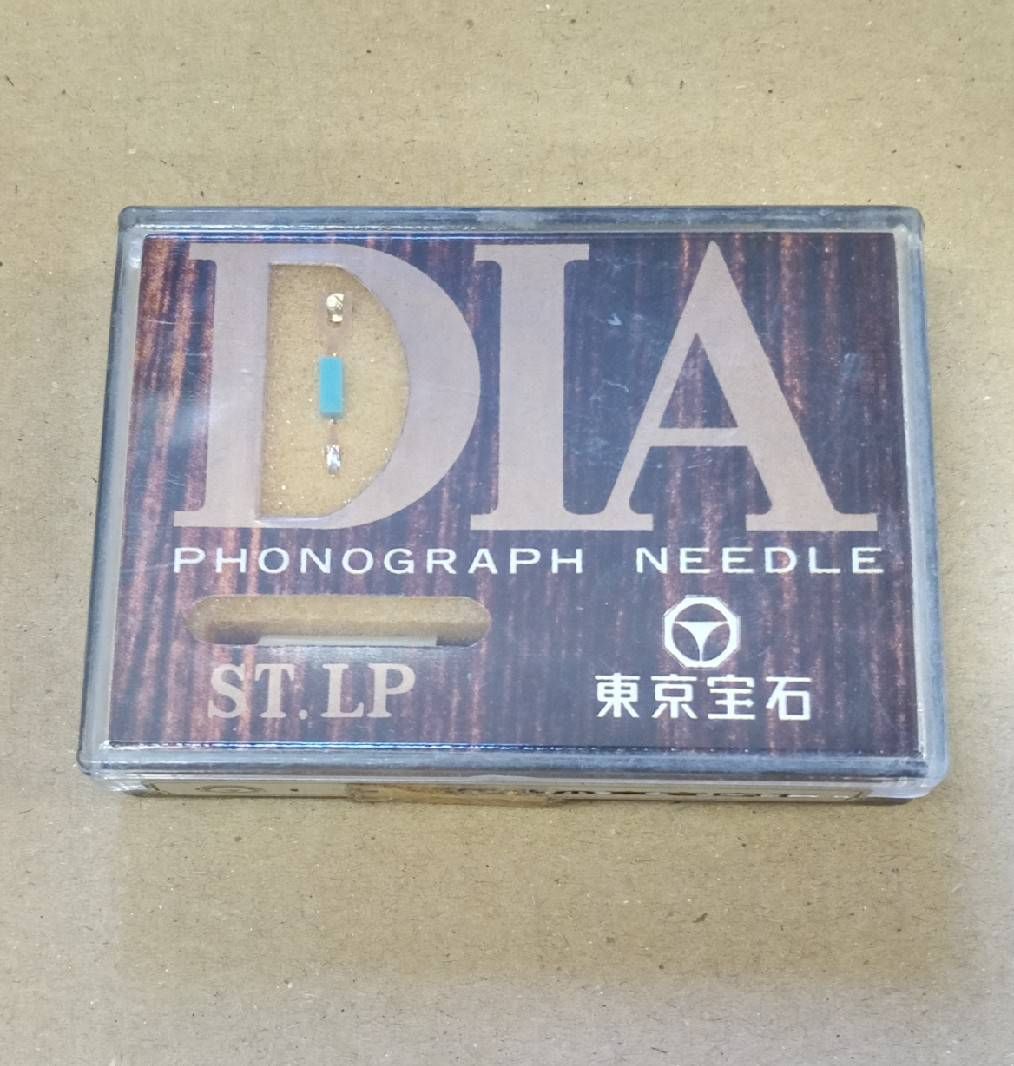 DIA
PHONOGRAPH NEEDLE
ST. LP
東京宝石